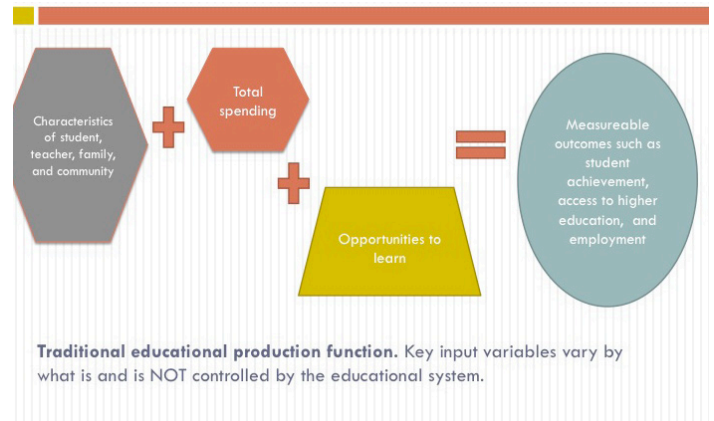 Characteristics
of student,
teacher, family,
and community
Total
spending
Opportunities to
learn
Measureable
outcomes such as
student
achievement,
access to higher
education, and
employment
Traditional educational production function. Key input variables vary by
what is and is NOT controlled by the educational system.